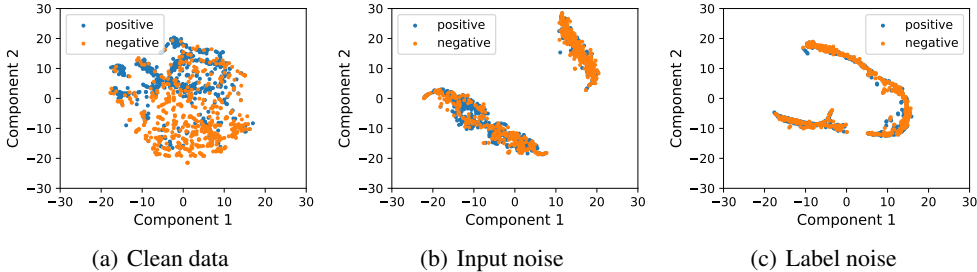 positive
negative
Component 2
30
20
10
0
−10
−20
−30
−30 −20 −10 0 10 20 30
Component 1
(a) Clean data
positive
negative
Component 2
30
20
10
0
−10
−20
−30
−30 −20 −10 0 10 20 30
Component 1
(b) Input noise
positive
negative
Component 2
30
20
10
0
−10
−20
−30
−30 −20 −10 0 10 20 30
Component 1
(c) Label noise